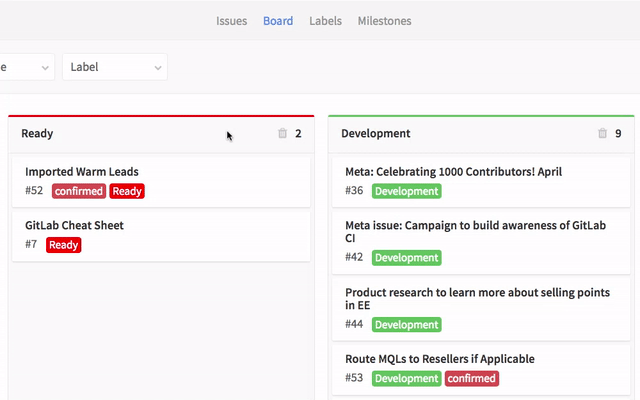 Issues Board Labels Milestones
e Label
Ready 2
Imported Warm Leads
#52 confirmed Ready
GitLab Cheat Sheet
#7 Ready
Development 9
Meta: Celebrating 1000 Contributors! April
#36 Development
Meta issue: Campaign to build awareness of GitLab
CI
#42 Development
Product research to learn more about selling points
in EE
#44 Development
Route MQLs to Resellers if Applicable
#53 Development confirmed